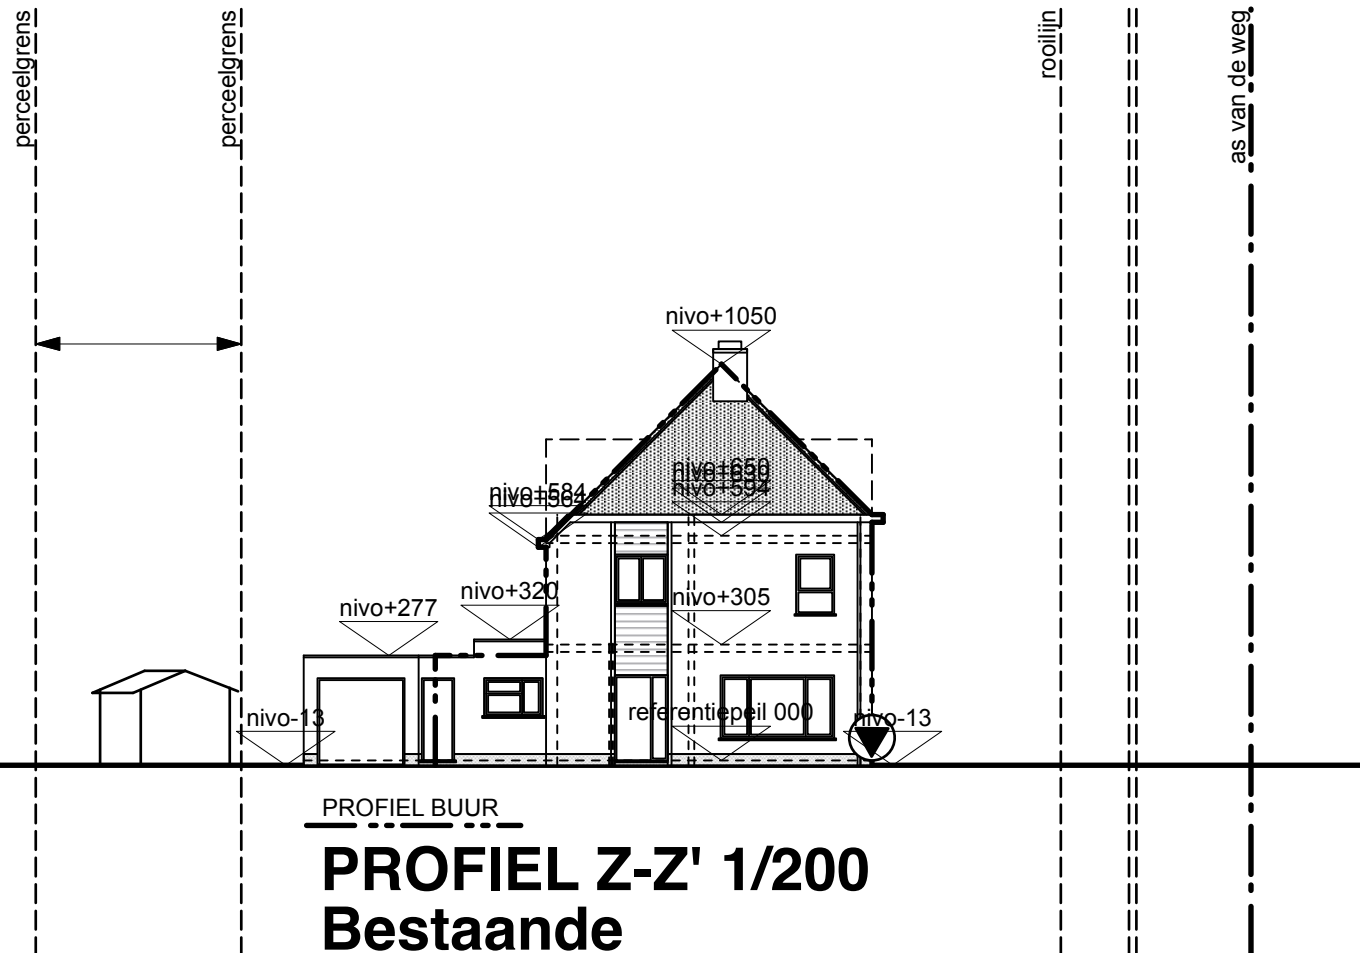 perceelgrens
perceelgrens
rooilijn
as van de weg
nivo+1050
nivo+650
nivo+594
nivo+584
nivo+320
nivo+277
nivo+305
referentiepeil 000
nivo-13
nivo-13
PROFIEL BUUR
PROFIEL Z-Z' 1/200
Bestaande